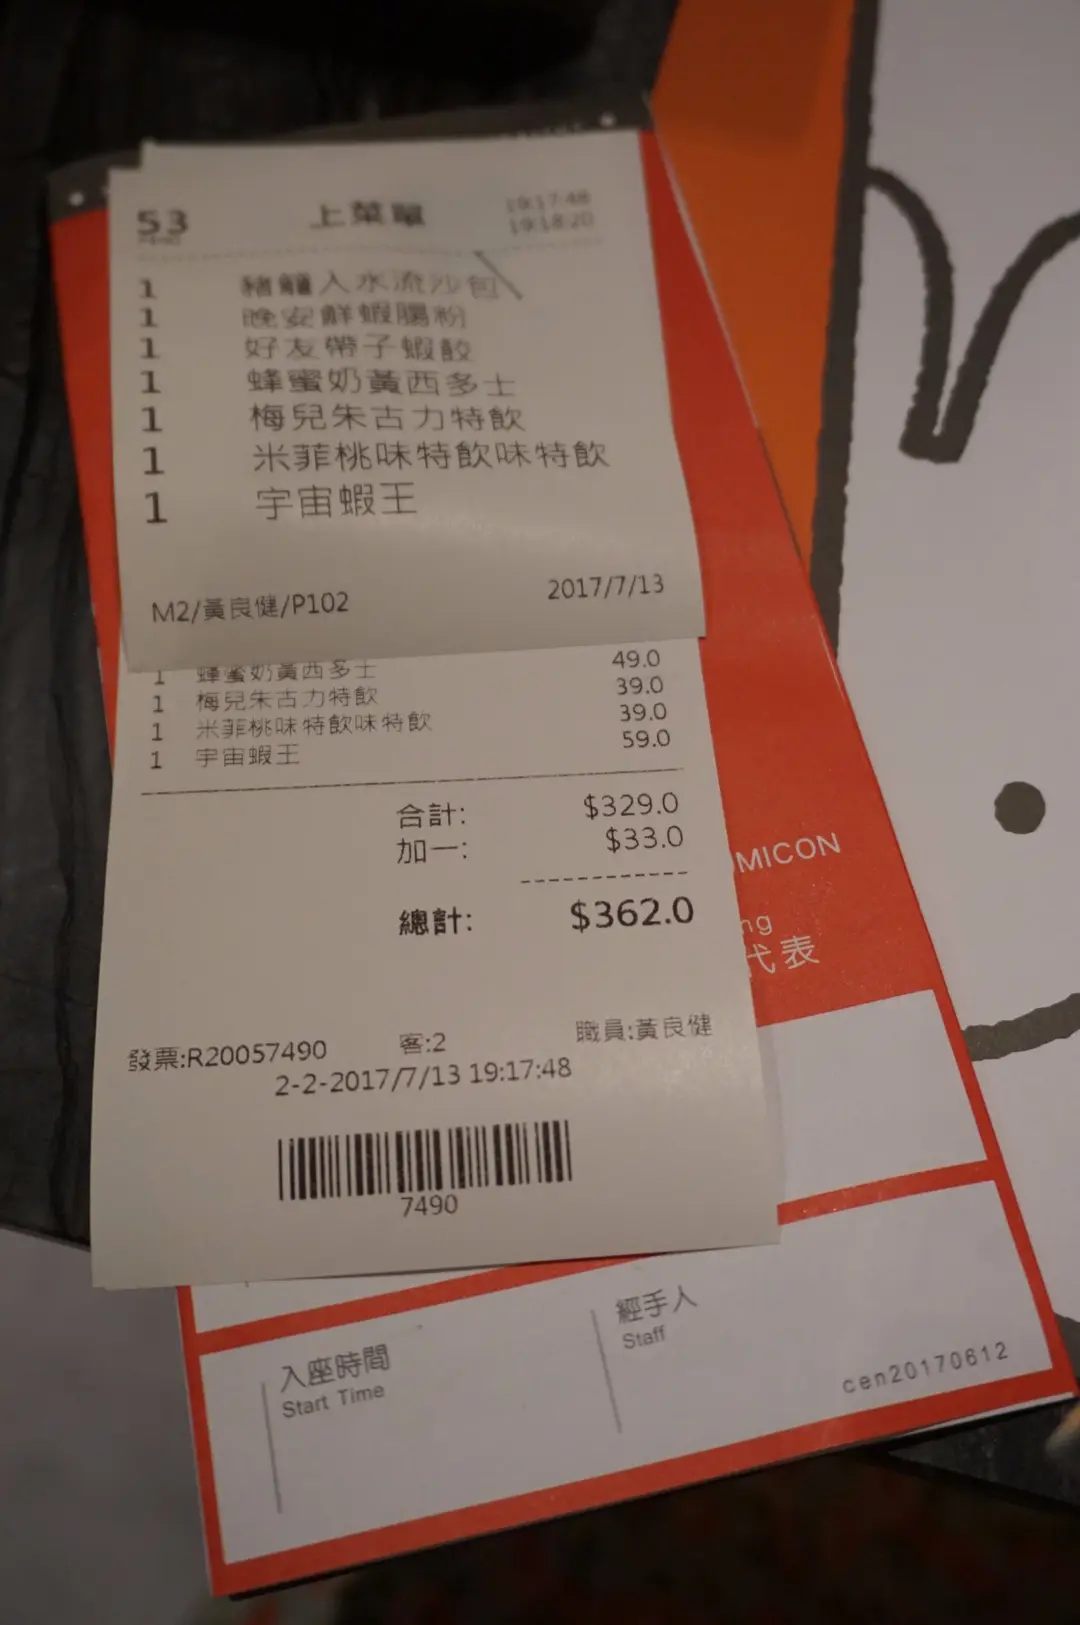 53 上菜單 19:17:48
19:18:20
1 豬籠入水流沙包
1 晚安鮮蝦腸粉
1 好友帶子蝦餃
1 蜂蜜奶黃西多士
1 梅兒朱古力特飲
1 米菲桃味特飲味特飲
1 宇宙蝦王
M2/黃良健/P102 2017/7/13
1 蜂蜜奶黃西多士 49.0
1 梅兒朱古力特飲 39.0
1 米菲桃味特飲味特飲 39.0
1 宇宙蝦王 59.0
合計: $329.0
加一: $33.0
總計: $362.0
發票:R20057490 客:2 職員:黃良健
2-2-2017/7/13 19:17:48
7490
MICON
ng
代表
入座時間
Start Time
經手人
Staff
cen20170612